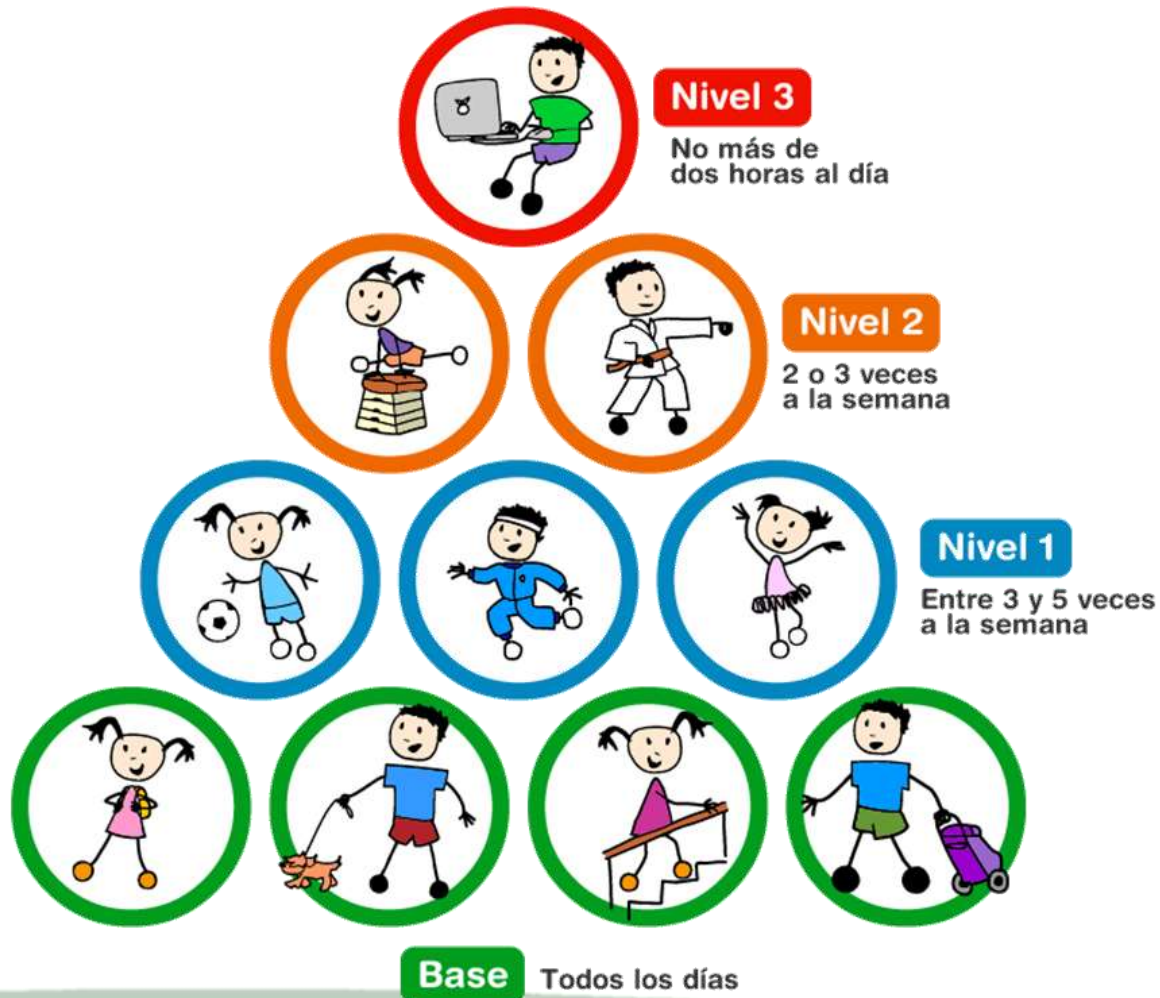 Nivel 3
No más de
dos horas al día
Nivel 2
2 o 3 veces
a la semana
Nivel 1
Entre 3 y 5 veces
a la semana
Base
Todos los días